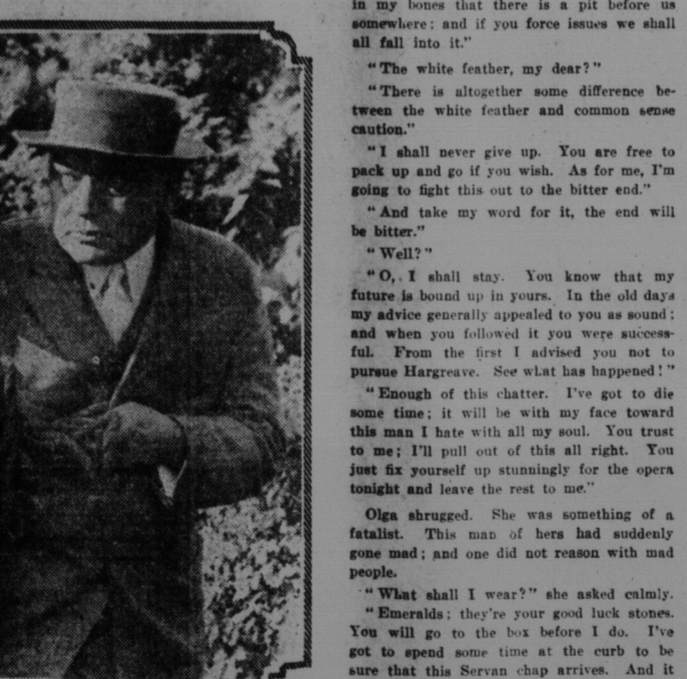 in my bones that there is a pit before us
somewhere; and if you force issues we shall
all fall into it."
"The white feather, my dear?"
"There is altogether some difference be-
tween the white feather and common sense
caution."
"I shall never give up. You are free to
pack up and go if you wish. As for me, I'm
going to fight this out to the bitter end."
"And take my word for it, the end will
be bitter."
"Well?"
"O, I shall stay. You know that my
future is bound up in yours. In the old days
my advice generally appealed to you as sound;
and when you followed it you were success-
ful. From the first I advised you not to
pursue Hargreave. See what has happened!"
"Enough of this chatter. I've got to die
some time; it will be with my face toward
this man I hate with all my soul. You trust
to me; I'll pull out of this all right. You
just fix yourself up stunningly for the opera
tonight and leave the rest to me."
Olga shrugged. She was something of a
fatalist. This man of hers had suddenly
gone mad; and one did not reason with mad
people.
"What shall I wear?" she asked calmly.
"Emeralds; they're your good luck stones.
You will go to the box before I do. I've
got to spend some time at the curb to be
sure that this Servan chap arrives. And it